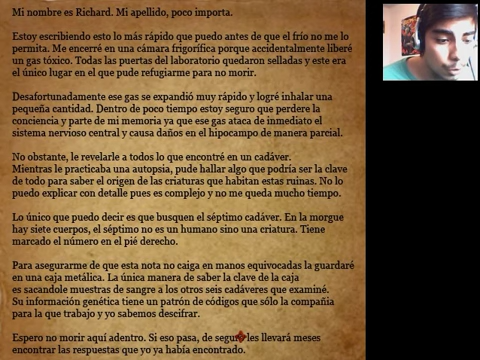 Mi nombre es Richard. Mi apellido, poco importa.
Estoy escribiendo esto lo más rápido que puedo antes de que el frío no me lo
permita. Me encerré en una cámara frigorífica porque accidentalmente liberé
un gas tóxico. Todas las puertas del laboratorio quedaron selladas y este era
el único lugar en el que pude refugiarme para no morir.
Desafortunadamente ese gas se expandió muy rápido y logré inhalar una
pequeña cantidad. Dentro de poco tiempo estoy seguro que perdere la
conciencia y parte de mi memoria ya que ese gas ataca de inmediato el
sistema nervioso central y causa daños en el hipocampo de manera parcial.
No obstante, le revelarle a todos lo que encontré en un cadáver.
Mientras le practicaba una autopsia, pude hallar algo que podría ser la clave
de todo para saber el origen de las criaturas que habitan estas ruinas. No lo
puedo explicar con detalle pues es complejo y no me queda mucho tiempo.
Lo único que puedo decir es que busquen el séptimo cadáver. En la morgue
hay siete cuerpos, el séptimo no es un humano sino una criatura. Tiene
marcado el número en el pié derecho.
Para asegurarme de que esta nota no caiga en manos equivocadas la guardaré
en una caja metálica. La única manera de saber la clave de la caja
es sacandole muestras de sangre a los otros seis cadáveres que examiné.
Su información genética tiene un patrón de códigos que sólo la compañia
para la que trabajo y yo sabemos descifrar.
Espero no morir aquí adentro. Si eso pasa, de seguro les llevará meses
encontrar las respuestas que yo ya había encontrado.